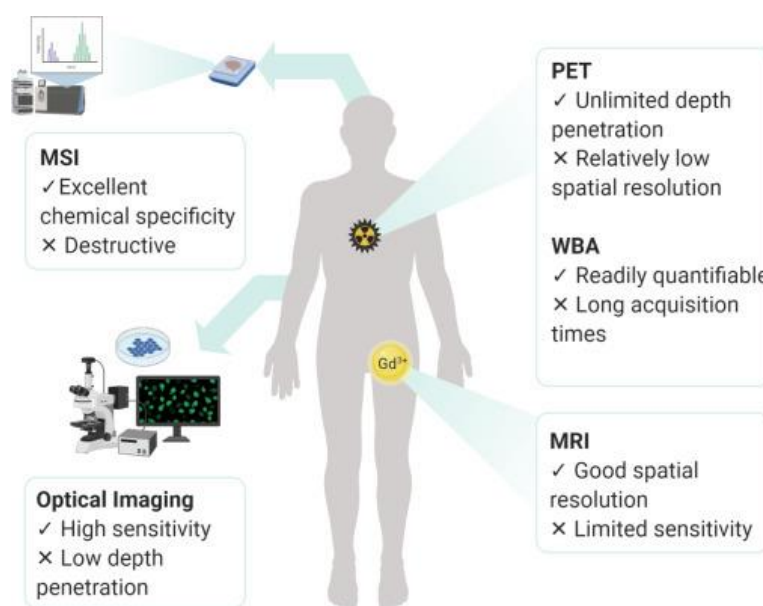 MSI
✓Excellent
chemical specificity
✕ Destructive
PET
✓ Unlimited depth
penetration
✕ Relatively low
spatial resolution
WBA
✓ Readily quantifiable
✕ Long acquisition
times
Gd³⁺
Optical Imaging
✓ High sensitivity
✕ Low depth
penetration
MRI
✓ Good spatial
resolution
✕ Limited sensitivity